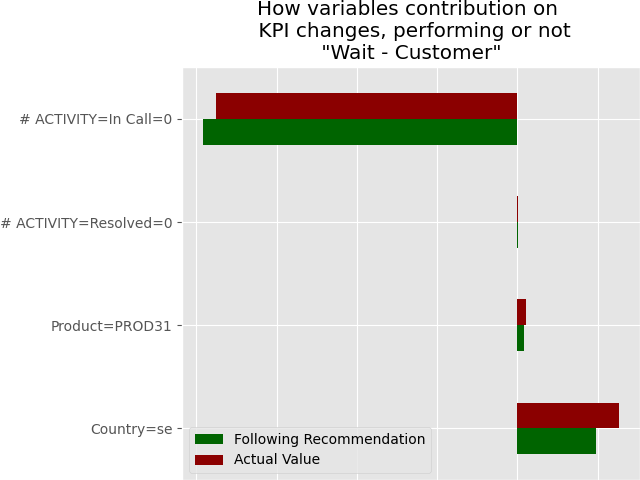 How variables contribution on
KPI changes, performing or not
"Wait - Customer"
# ACTIVITY=In Call=0
# ACTIVITY=Resolved=0
Product=PROD31
Country=se
Following Recommendation
Actual Value